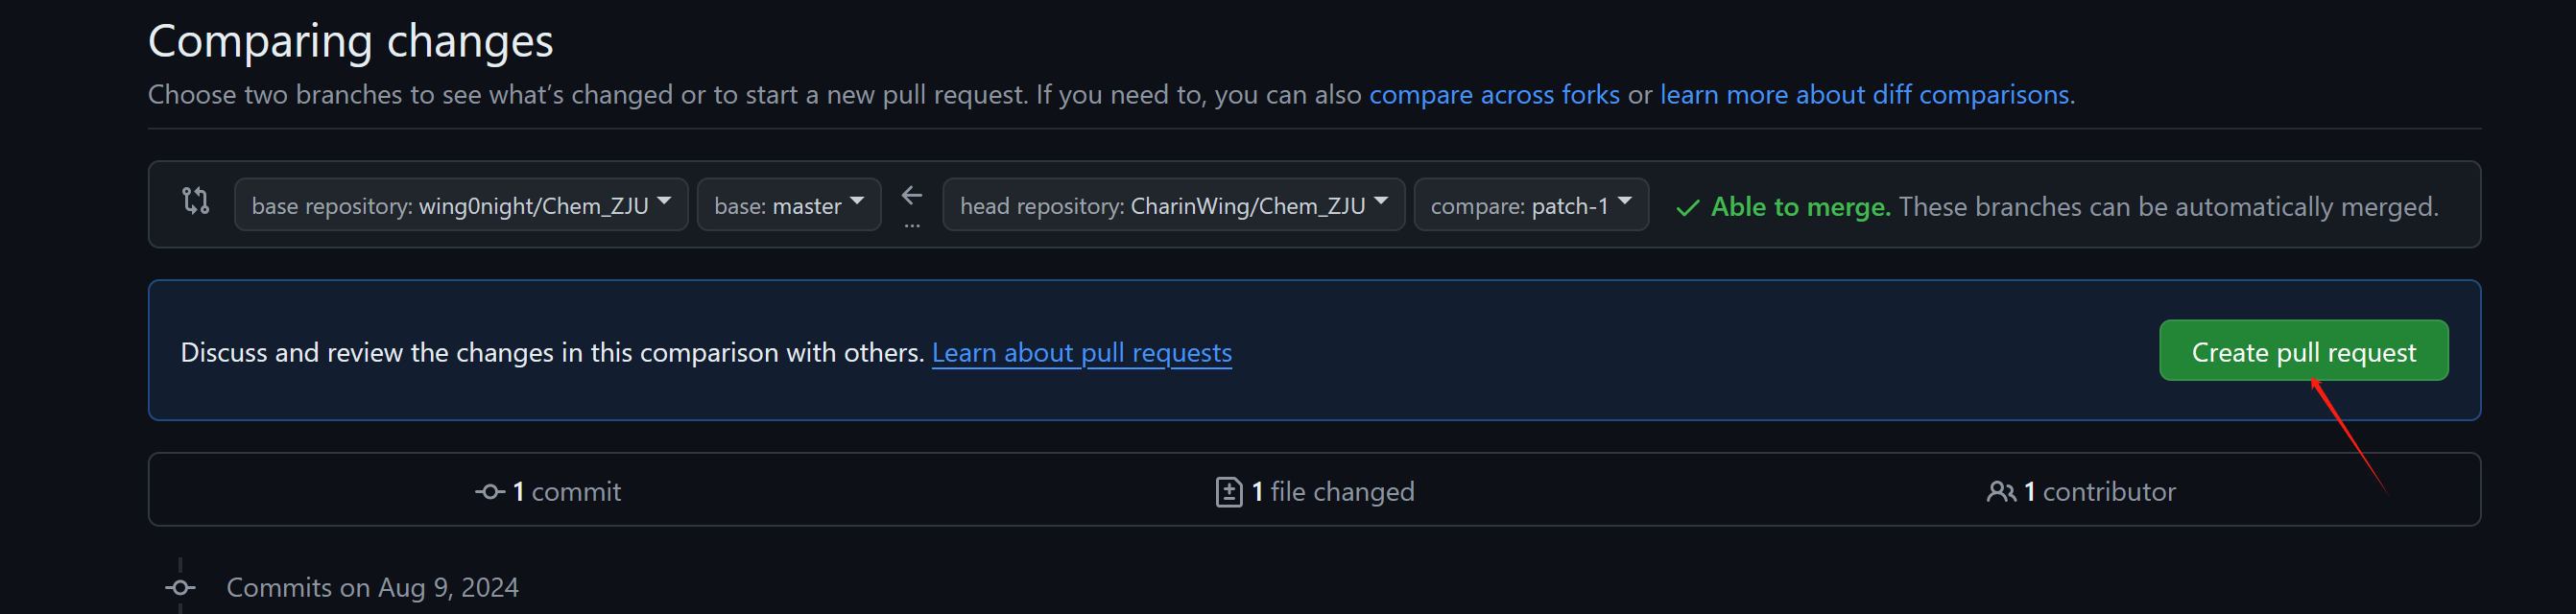 Comparing changes
Choose two branches to see what's changed or to start a new pull request. If you need to, you can also compare across forks or learn more about diff comparisons.
base repository: wing0night/Chem_ZJU base: master ... head repository: CharinWing/Chem_ZJU compare: patch-1 Able to merge. These branches can be automatically merged.
Discuss and review the changes in this comparison with others. Learn about pull requests Create pull request
1 commit 1 file changed 1 contributor
Commits on Aug 9, 2024